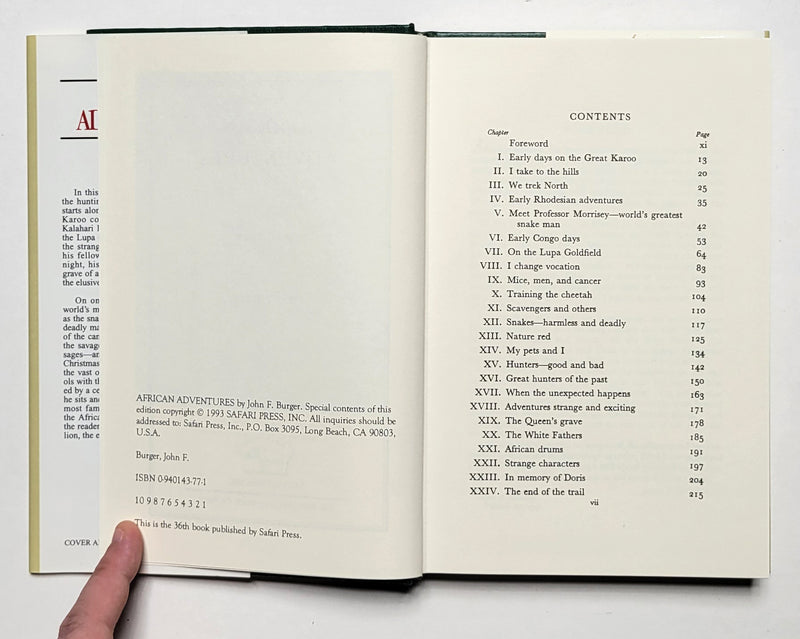 AD
In this
the huntin
starts alon
Karoo co
Kalahari
the Lupa
the strang
his fellov
night, his
grave of a
the elusive
On on
world's m
as the sna
deadly ma
of the car
the savag
sages—a
Christmas
the vast o
ols with t
ed by a ce
he sits an
most fam
the Africa
the reader
lion, the e
COVER A
AFRICAN ADVENTURES by John F. Burger. Special contents of this
edition copyright © 1993 SAFARI PRESS, INC. All inquiries should be
addressed to: Safari Press, Inc., P.O. Box 3095, Long Beach, CA 90803,
U.S.A.
Burger, John F.
ISBN 0-940143-77-1
10 9 8 7 6 5 4 3 2 1
This is the 36th book published by Safari Press.
CONTENTS
Chapter Page
Foreword xi
I. Early days on the Great Karoo 13
II. I take to the hills 20
III. We trek North 25
IV. Early Rhodesian adventures 35
V. Meet Professor Morrisey—world's greatest
snake man 42
VI. Early Congo days 53
VII. On the Lupa Goldfield 64
VIII. I change vocation 83
IX. Mice, men, and cancer 93
X. Training the cheetah 104
XI. Scavengers and others 110
XII. Snakes—harmless and deadly 117
XIII. Nature red 125
XIV. My pets and I 134
XV. Hunters—good and bad 142
XVI. Great hunters of the past 150
XVII. When the unexpected happens 163
XVIII. Adventures strange and exciting 171
XIX. The Queen's grave 178
XX. The White Fathers 185
XXI. African drums 191
XXII. Strange characters 197
XXIII. In memory of Doris 204
XXIV. The end of the trail 215
vii